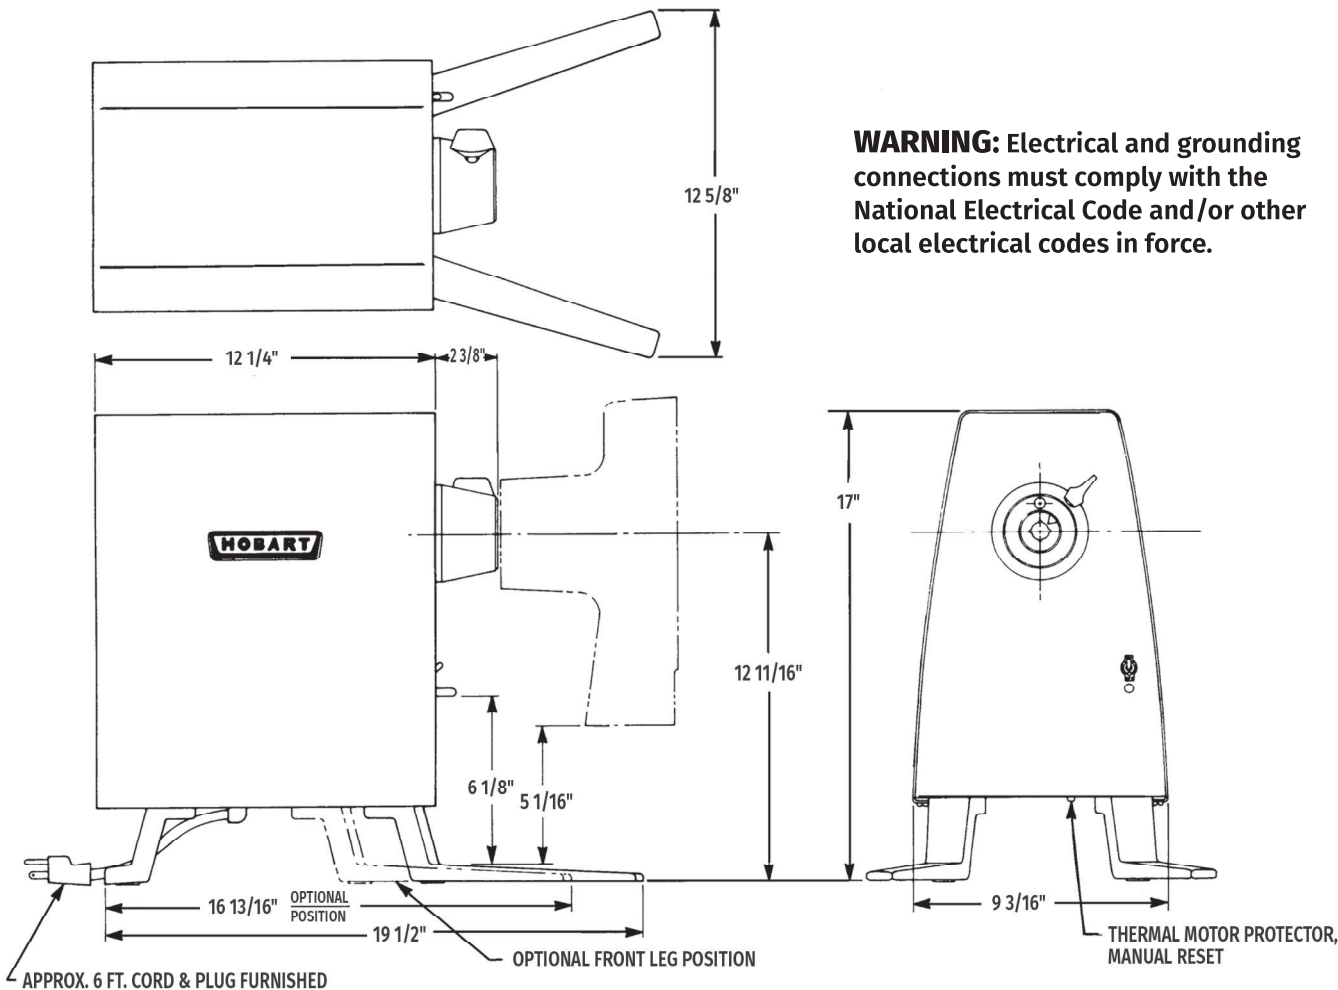 WARNING: Electrical and grounding
connections must comply with the
National Electrical Code and/or other
local electrical codes in force.
12 5/8"
12 1/4"
2 3/8"
HOBART
17"
12 11/16"
6 1/8"
5 1/16"
16 13/16"
OPTIONAL
POSITION
9 3/16"
19 1/2"
THERMAL MOTOR PROTECTOR,
MANUAL RESET
OPTIONAL FRONT LEG POSITION
APPROX. 6 FT. CORD & PLUG FURNISHED